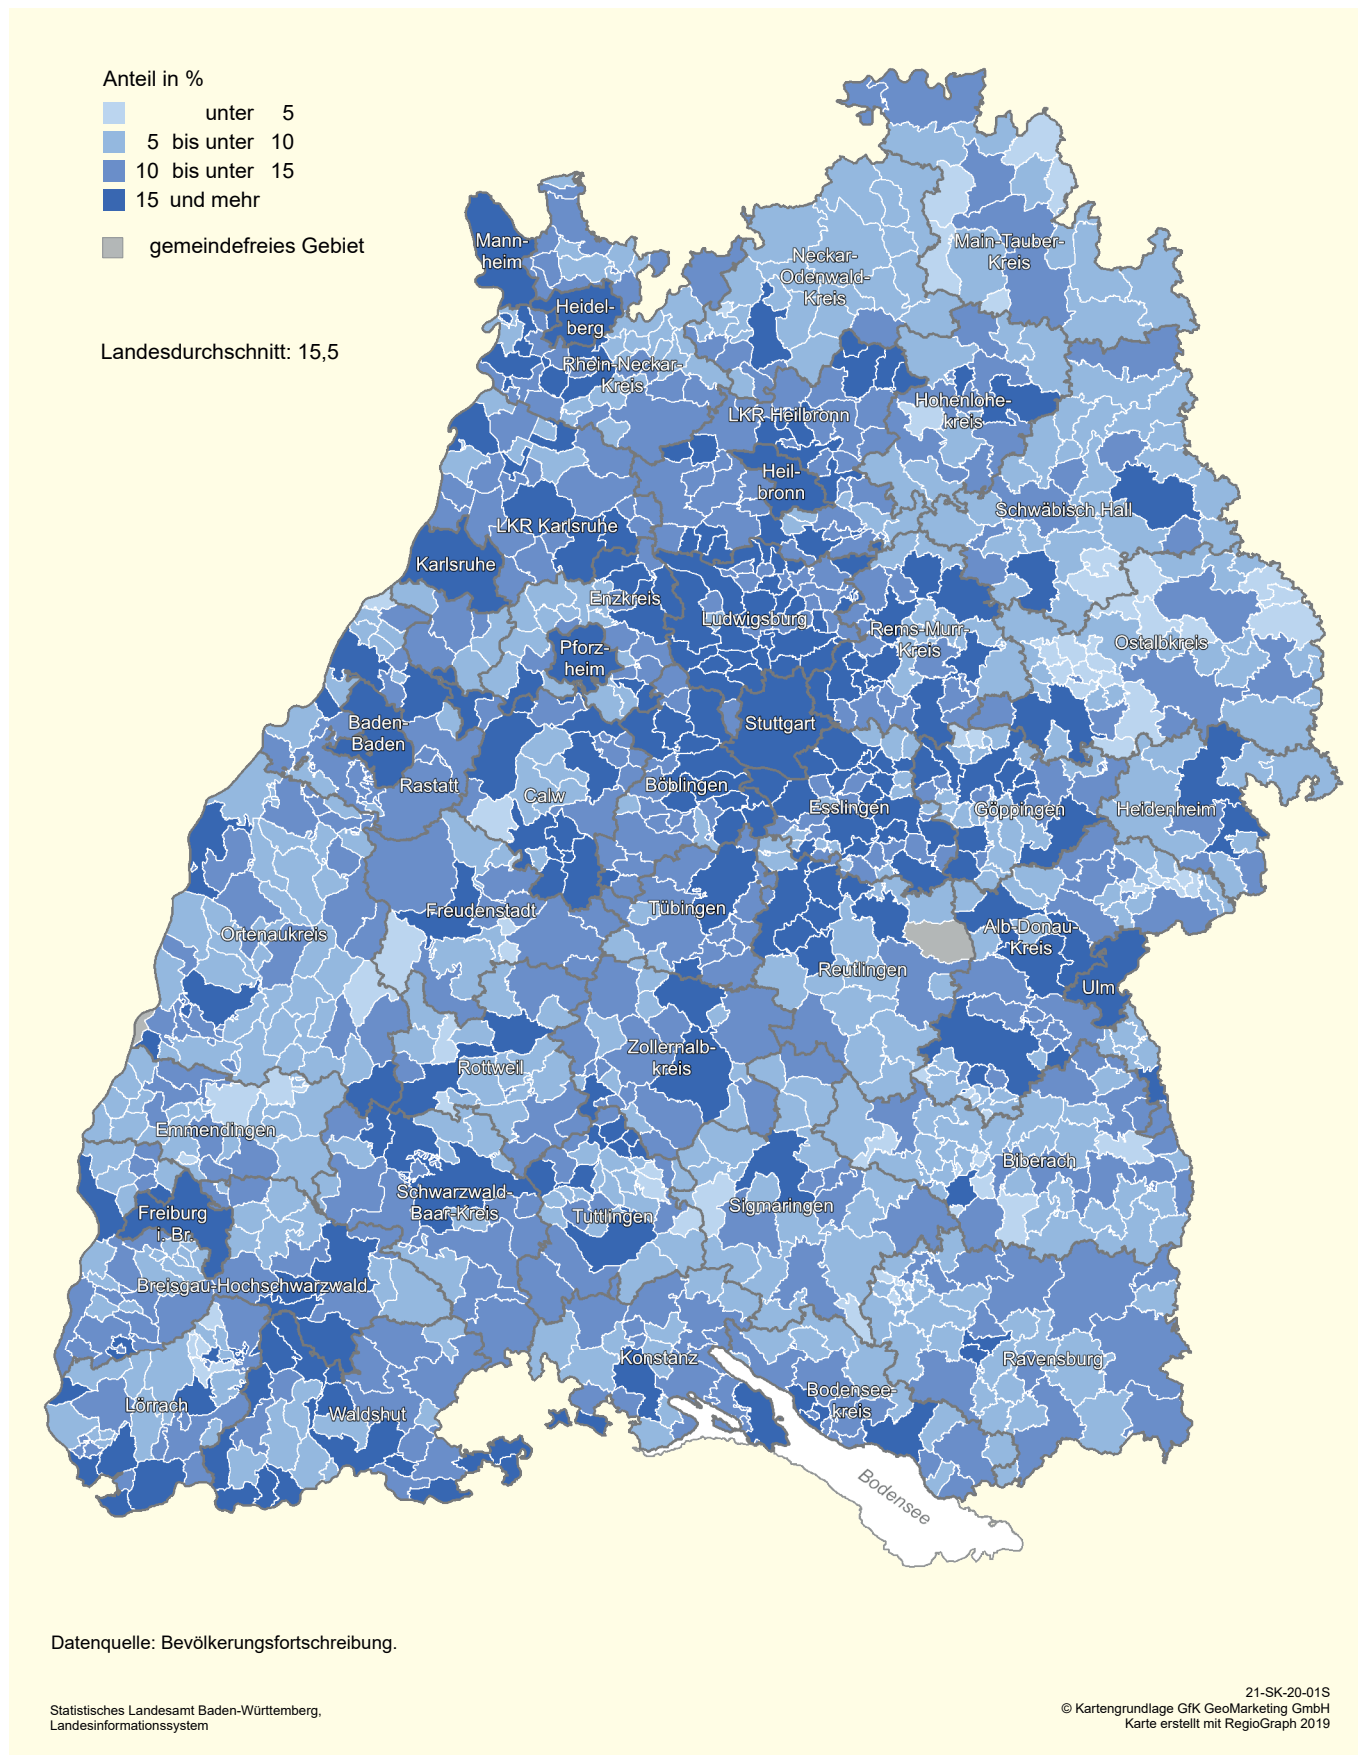 Anteil in %
unter 5
5 bis unter 10
10 bis unter 15
15 und mehr
gemeindefreies Gebiet
Landesdurchschnitt: 15,5
Mann-
heim
Heidel-
berg
Rhein-Neckar-
Kreis
Neckar-
Odenwald-
Kreis
Main-Tauber-
Kreis
LKR Heilbronn
Hohenlohe-
kreis
Heil-
bronn
Schwäbisch Hall
LKR Karlsruhe
Karlsruhe
Enzkreis
Ludwigsburg
Rems-Murr-
Kreis
Ostalbkreis
Pforz-
heim
Baden-
Baden
Stuttgart
Rastatt
Calw
Böblingen
Esslingen
Göppingen
Heidenheim
Freudenstadt
Tübingen
Ortenaukreis
Reutlingen
Alb-Donau-
Kreis
Ulm
Zollernalb-
kreis
Rottweil
Emmendingen
Biberach
Schwarzwald-
Baar-Kreis
Tuttlingen
Sigmaringen
Freiburg
i. Br.
Breisgau-Hochschwarzwald
Konstanz
Ravensburg
Bodensee-
kreis
Lörrach
Waldshut
Bodensee
Datenquelle: Bevölkerungsfortschreibung.
Statistisches Landesamt Baden-Württemberg,
Landesinformationssystem
21-SK-20-01S
© Kartengrundlage GfK GeoMarketing GmbH
Karte erstellt mit RegioGraph 2019